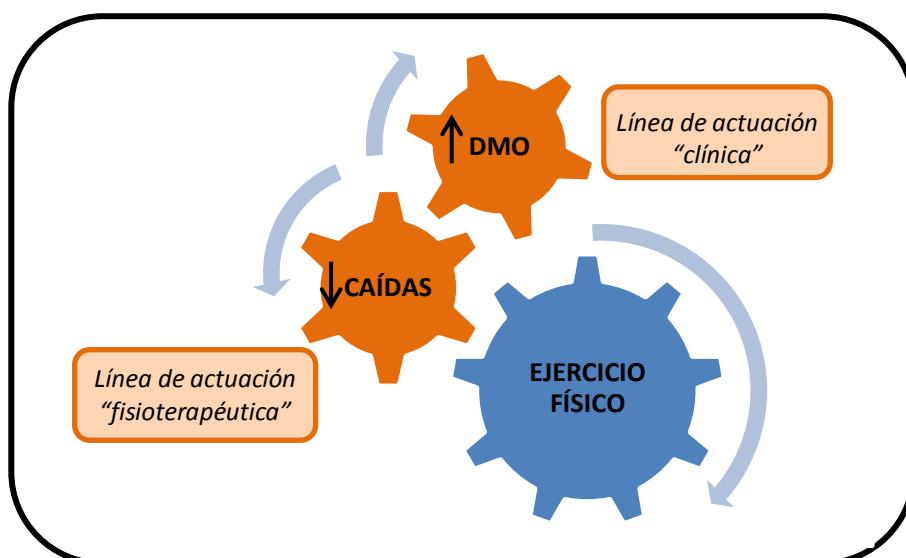 ↑ DMO
Línea de actuación
“clínica”
↓ CAÍDAS
Línea de actuación
“fisioterapéutica”
EJERCICIO
FÍSICO